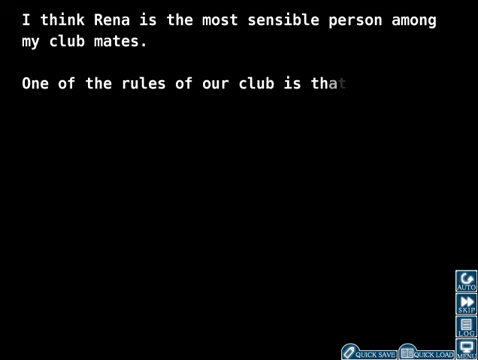 I think Rena is the most sensible person among
my club mates.
One of the rules of our club is that
AUTO
SKIP
LOG
MENU
QUICK SAVE
QUICK LOAD